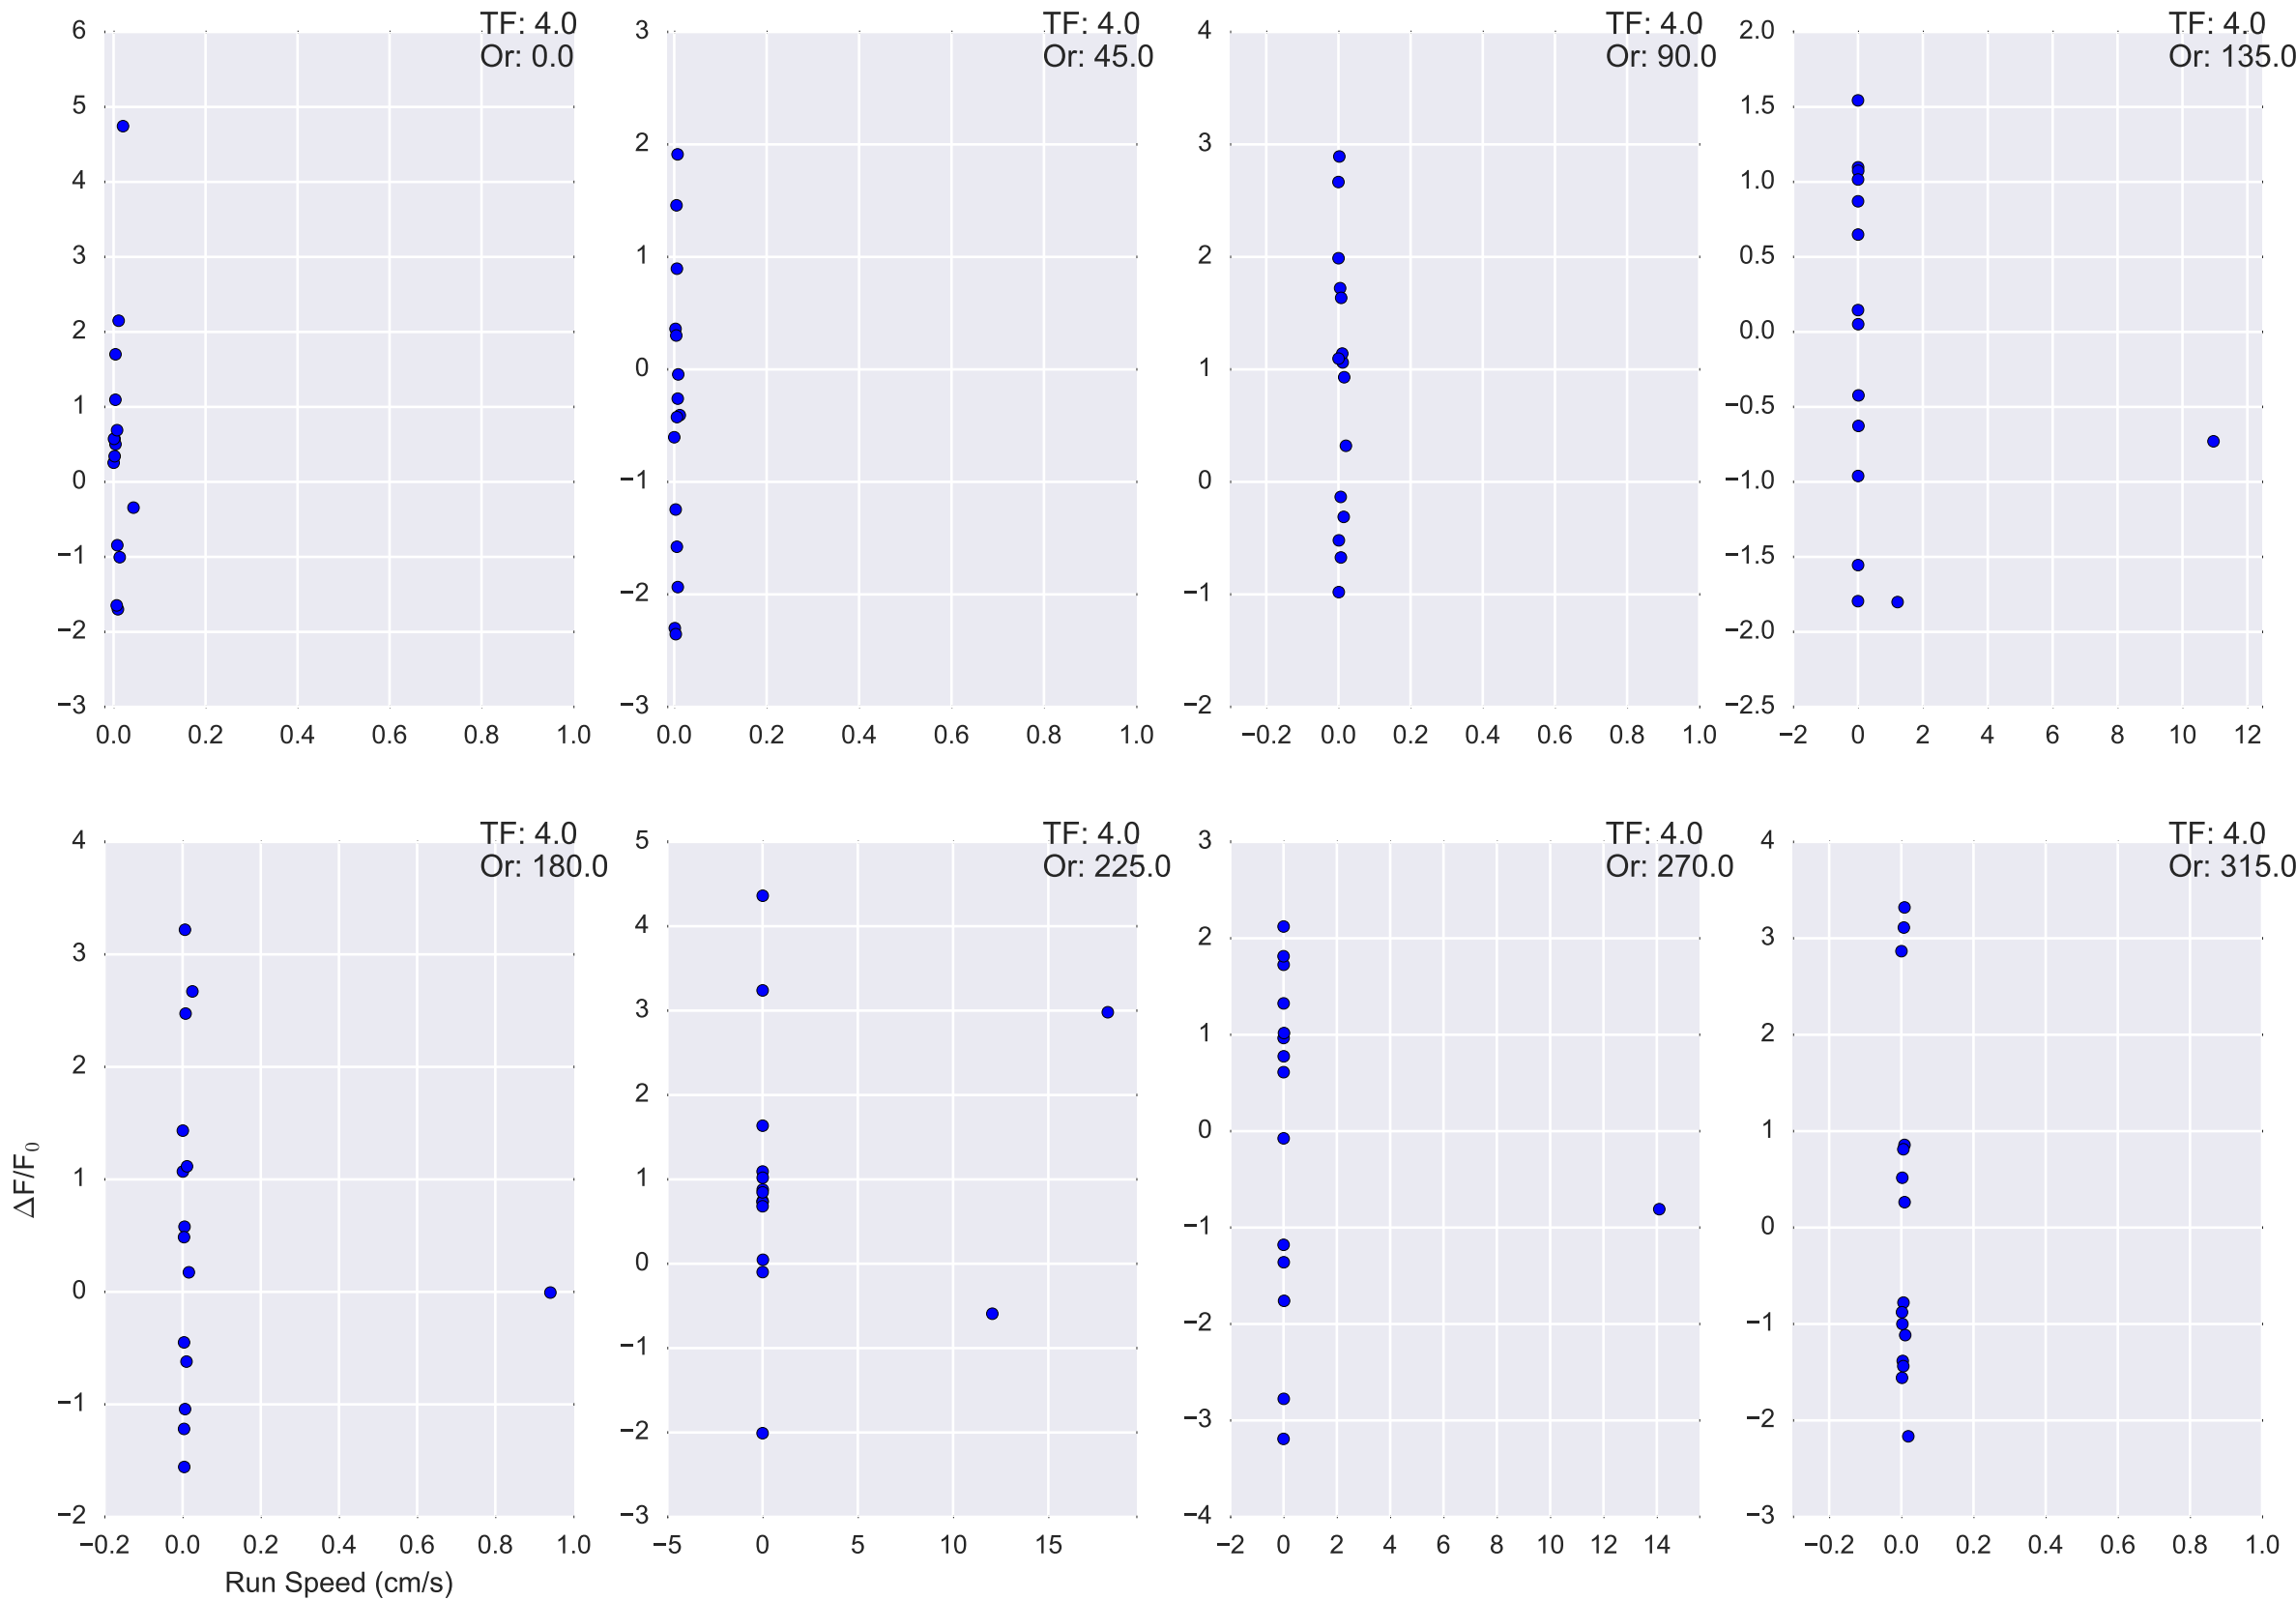 TF: 4.0
Or: 0.0
6
5
4
3
2
1
0
−1
−2
−3
0.0 0.2 0.4 0.6 0.8 1.0
TF: 4.0
Or: 45.0
3
2
1
0
−1
−2
−3
0.0 0.2 0.4 0.6 0.8 1.0
TF: 4.0
Or: 90.0
4
3
2
1
0
−1
−2
−0.2 0.0 0.2 0.4 0.6 0.8 1.0
TF: 4.0
Or: 135.0
2.0
1.5
1.0
0.5
0.0
−0.5
−1.0
−1.5
−2.0
−2.5
−2 0 2 4 6 8 10 12
TF: 4.0
Or: 180.0
4
3
2
1
0
−1
−2
ΔF/F₀
−0.2 0.0 0.2 0.4 0.6 0.8 1.0
Run Speed (cm/s)
TF: 4.0
Or: 225.0
5
4
3
2
1
0
−1
−2
−3
−5 0 5 10 15
TF: 4.0
Or: 270.0
3
2
1
0
−1
−2
−3
−4
−2 0 2 4 6 8 10 12 14
TF: 4.0
Or: 315.0
4
3
2
1
0
−1
−2
−3
−0.2 0.0 0.2 0.4 0.6 0.8 1.0